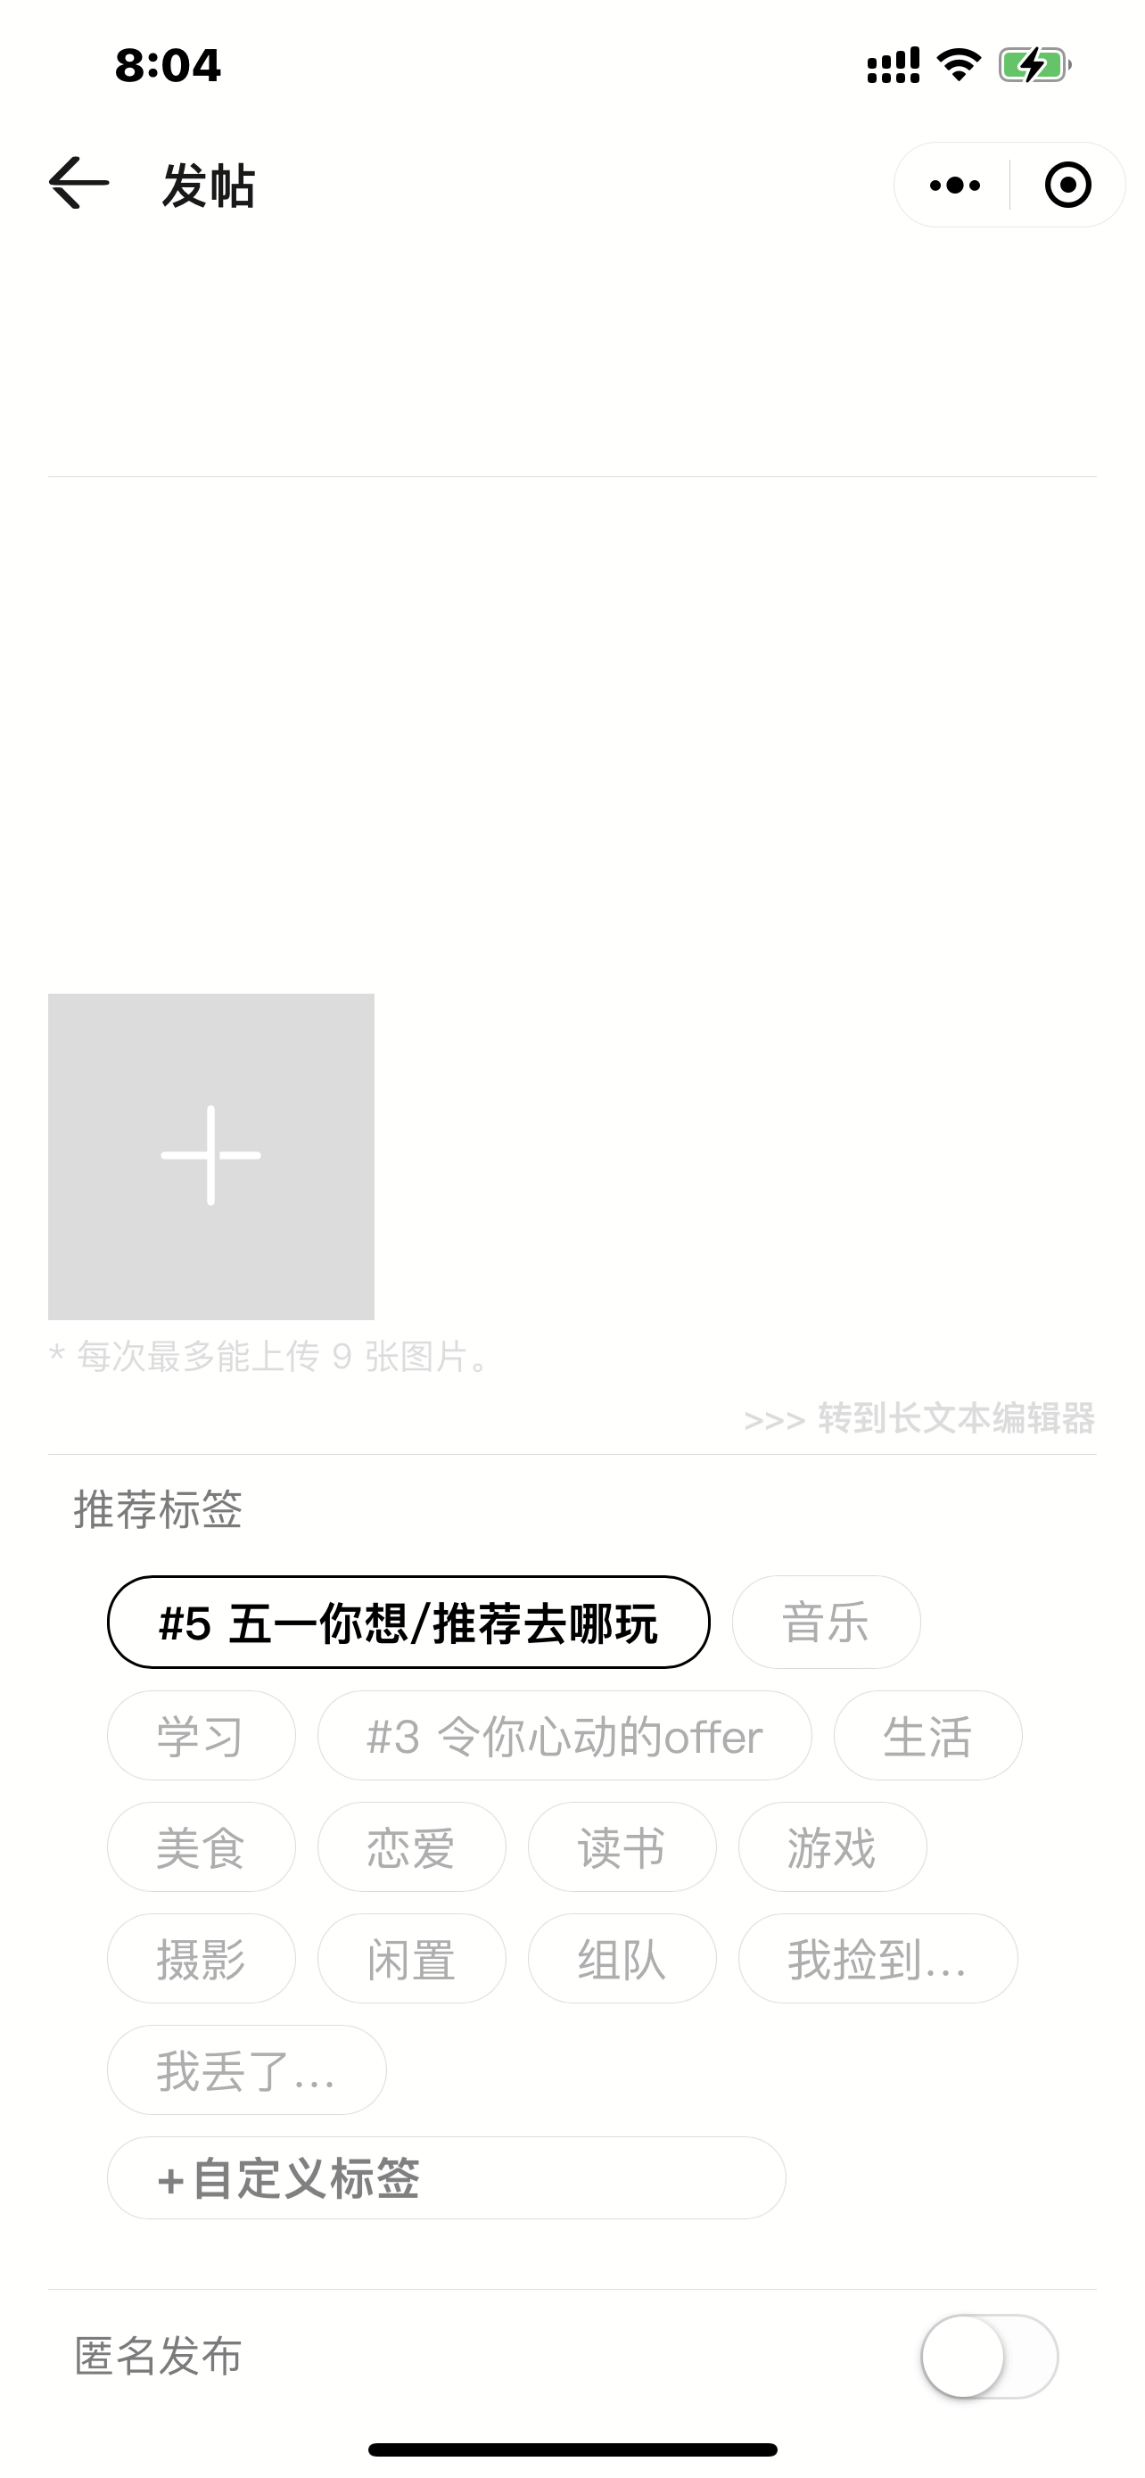 8:04
发帖
* 每次最多能上传 9 张图片。
>>> 转到长文本编辑器
推荐标签
#5 五一你想/推荐去哪玩 音乐
学习 #3 令你心动的offer 生活
美食 恋爱 读书 游戏
摄影 闲置 组队 我捡到...
我丢了...
+自定义标签
匿名发布